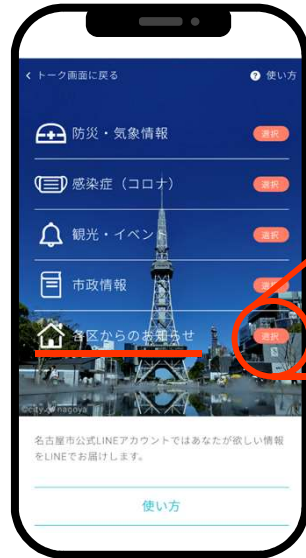 トーク画面に戻る
使い方
防災・気象情報
選択
感染症（コロナ）
選択
観光・イベント
選択
市政情報
選択
各区からのお知らせ
選択
©city of nagoya
名古屋市公式LINEアカウントではあなたが欲しい情報
をLINEでお届けします。
使い方